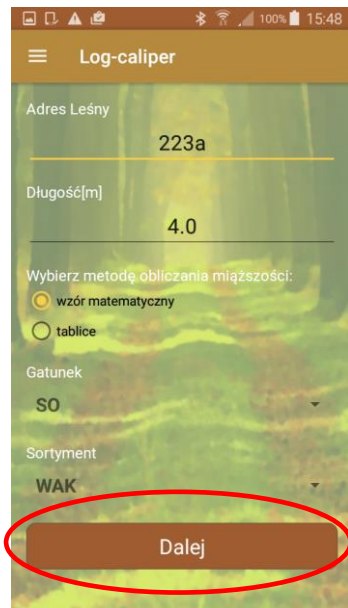 100% 15:48
Log-caliper
Adres Leśny
223a
Długość[m]
4.0
Wybierz metodę obliczania miąższości:
wzór matematyczny
tablice
Gatunek
SO
Sortyment
WAK
Dalej